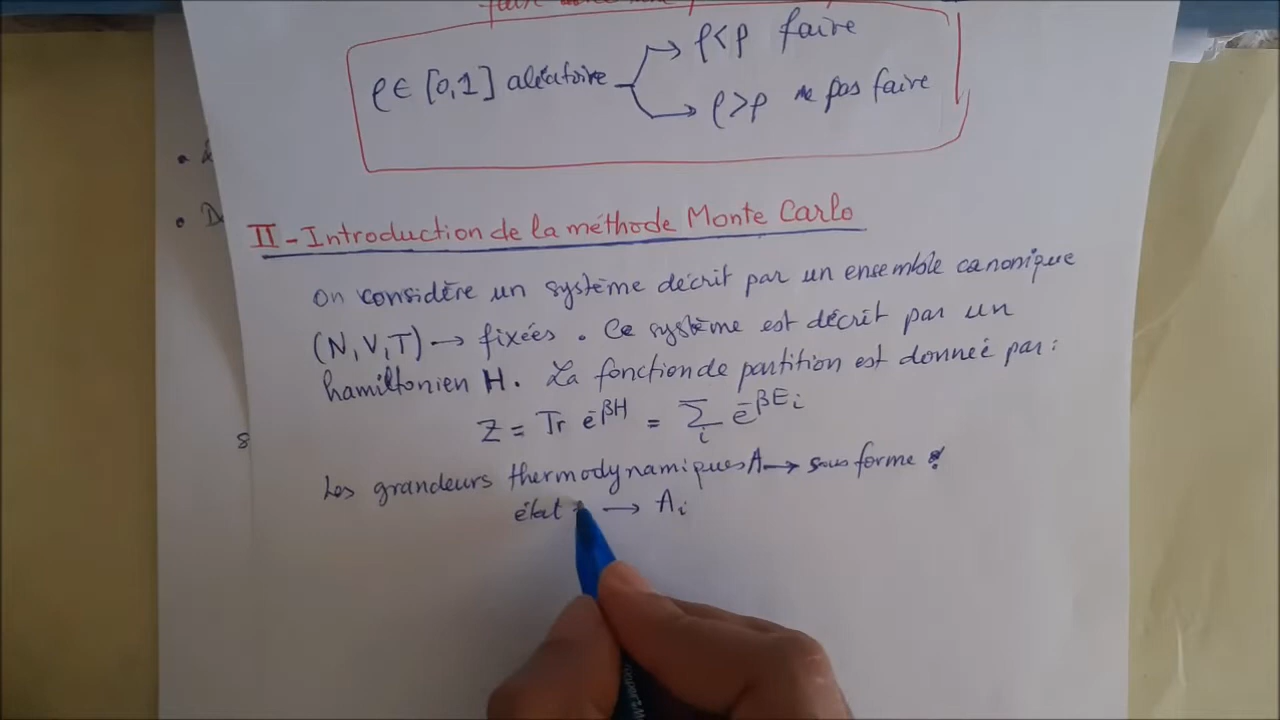 faire
ρ<p faire
ρ∈[0,1] aléatoire
ρ>p ne pas faire
II - Introduction de la méthode Monte Carlo
On considère un système décrit par un ensemble canonique
(N,V,T) → fixées. Ce système est décrit par un
hamiltonien H. La fonction de partition est donneé par:
Z = Tr e^-βH = Σ_i e^-βE_i
Les grandeurs thermodynamiques A → sous forme
état → A_i